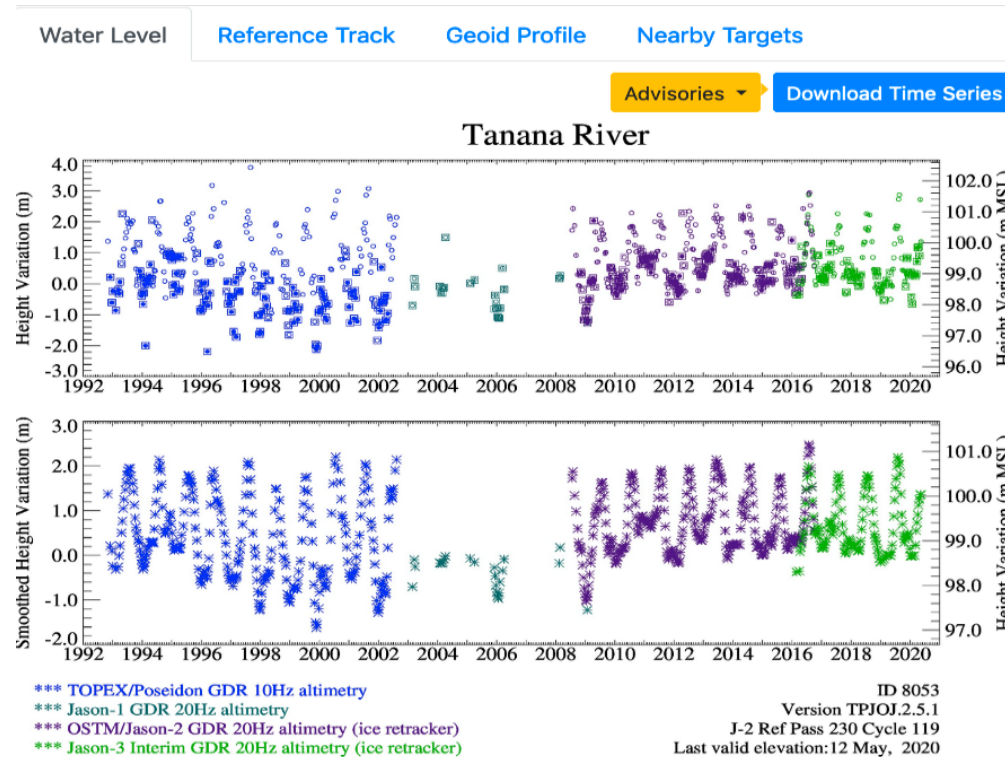 Water Level Reference Track Geoid Profile Nearby Targets
Advisories Download Time Series
Tanana River
Height Variation (m)
4.0
3.0
2.0
1.0
0.0
-1.0
-2.0
-3.0
102.0
101.0
100.0
99.0
98.0
97.0
96.0
Height Variation (m MSL)
1992 1994 1996 1998 2000 2002 2004 2006 2008 2010 2012 2014 2016 2018 2020
Smoothed Height Variation (m)
3.0
2.0
1.0
0.0
-1.0
-2.0
101.0
100.0
99.0
98.0
97.0
Height Variation (m MSL)
1992 1994 1996 1998 2000 2002 2004 2006 2008 2010 2012 2014 2016 2018 2020
*** TOPEX/Poseidon GDR 10Hz altimetry
*** Jason-1 GDR 20Hz altimetry
*** OSTM/Jason-2 GDR 20Hz altimetry (ice retracker)
*** Jason-3 Interim GDR 20Hz altimetry (ice retracker)
ID 8053
Version TPJOJ.2.5.1
J-2 Ref Pass 230 Cycle 119
Last valid elevation:12 May, 2020